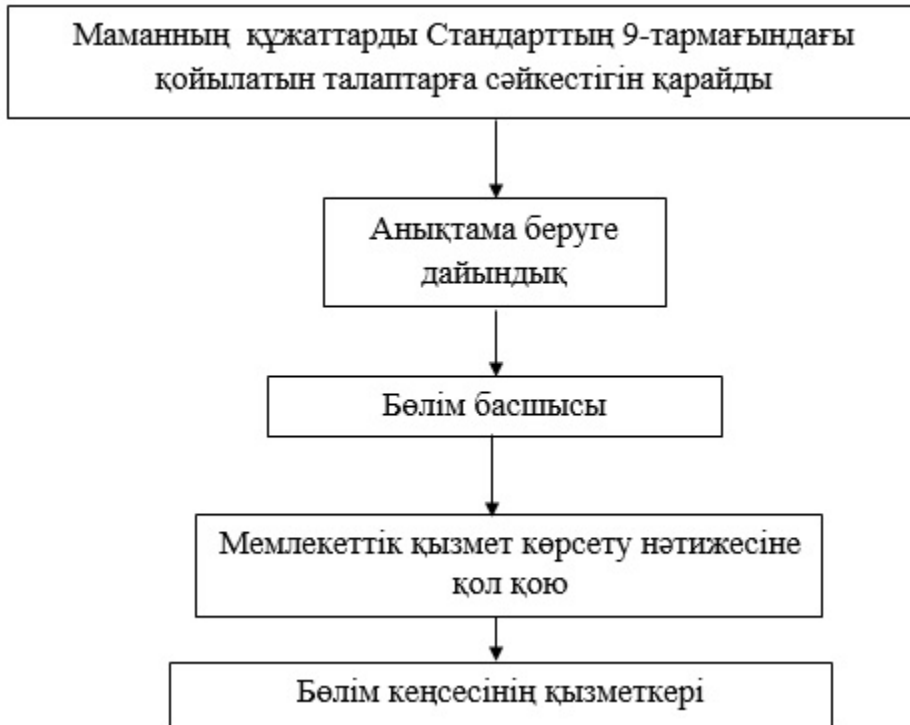 Маманның құжаттарды Стандарттың 9-тармағындағы
қойылатын талаптарға сәйкестігін қарайды
Анықтама беруге
дайындық
Бөлім басшысы
Мемлекеттік қызмет көрсету нәтижесіне
қол қою
Бөлім кеңсесінің қызметкері